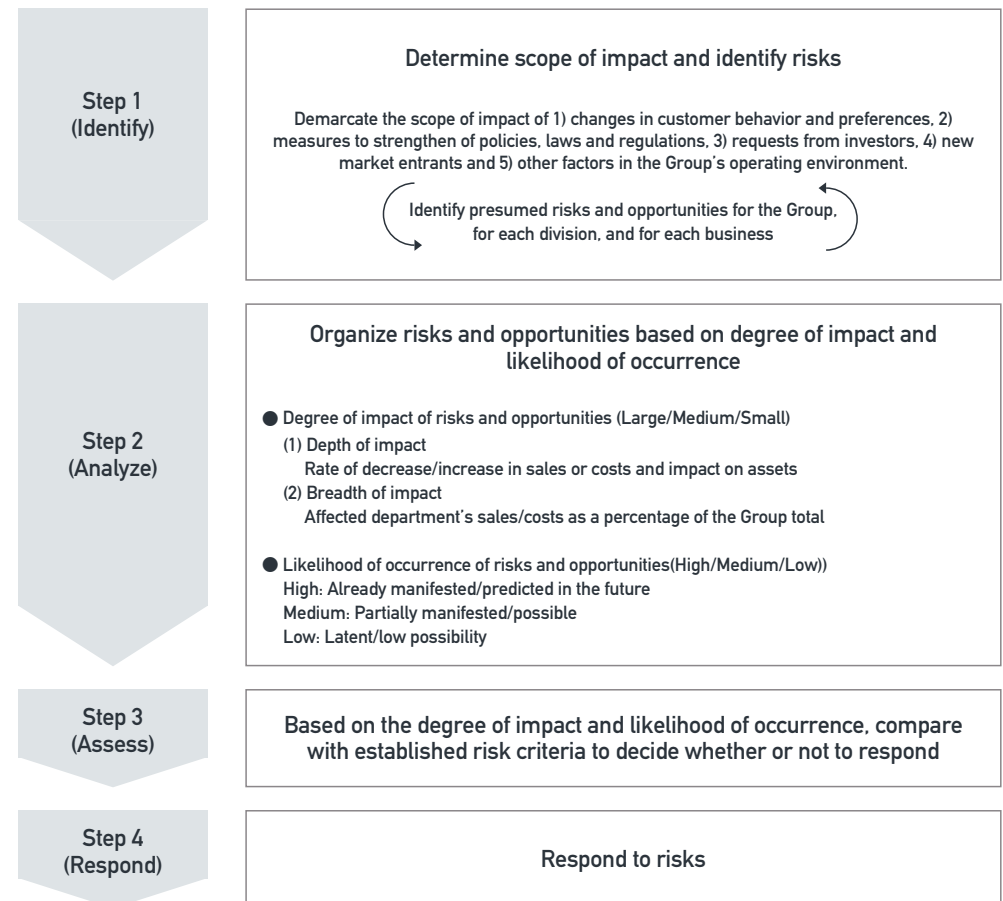 Step 1
(Identify)
Determine scope of impact and identify risks
Demarcate the scope of impact of 1) changes in customer behavior and preferences, 2)
measures to strengthen of policies, laws and regulations, 3) requests from investors, 4) new
market entrants and 5) other factors in the Group's operating environment.
Identify presumed risks and opportunities for the Group,
for each division, and for each business
Step 2
(Analyze)
Organize risks and opportunities based on degree of impact and
likelihood of occurrence
● Degree of impact of risks and opportunities (Large/Medium/Small)
(1) Depth of impact
Rate of decrease/increase in sales or costs and impact on assets
(2) Breadth of impact
Affected department's sales/costs as a percentage of the Group total
● Likelihood of occurrence of risks and opportunities(High/Medium/Low))
High: Already manifested/predicted in the future
Medium: Partially manifested/possible
Low: Latent/low possibility
Step 3
(Assess)
Based on the degree of impact and likelihood of occurrence, compare
with established risk criteria to decide whether or not to respond
Step 4
(Respond)
Respond to risks